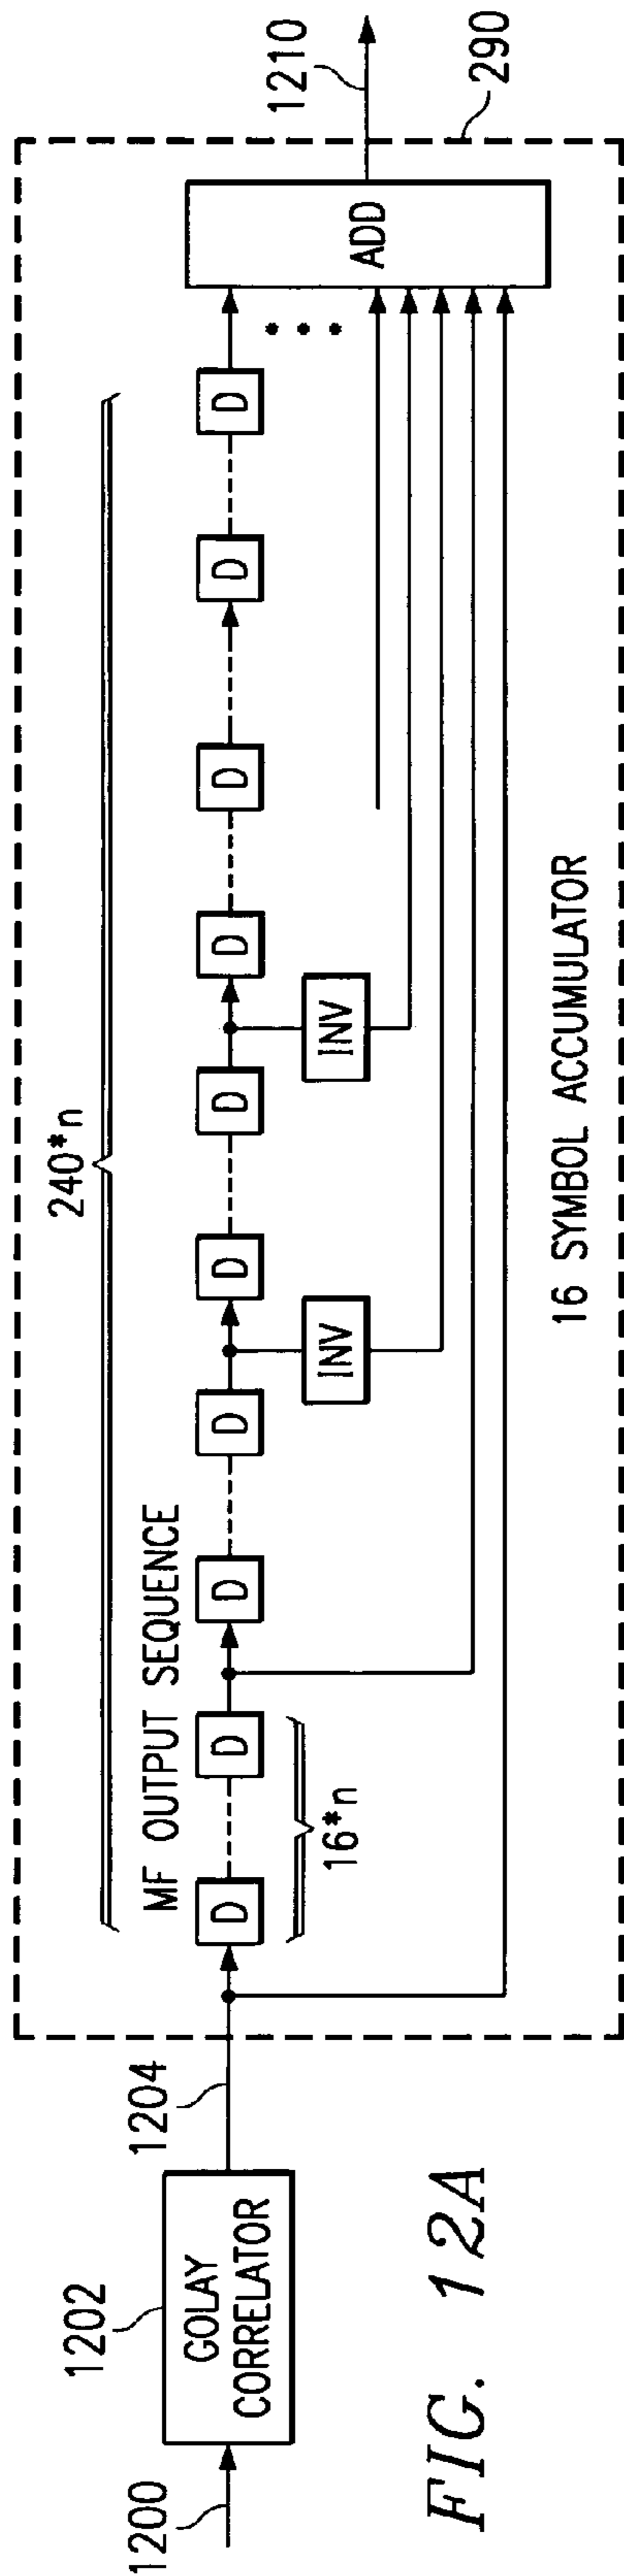 1200
1202
GOLAY
CORRELATOR
1204
240*n
MF OUTPUT SEQUENCE
D
D
D
D
D
D
D
D
D
D
16*n
INV
INV
ADD
1210
290
16 SYMBOL ACCUMULATOR
FIG. 12A